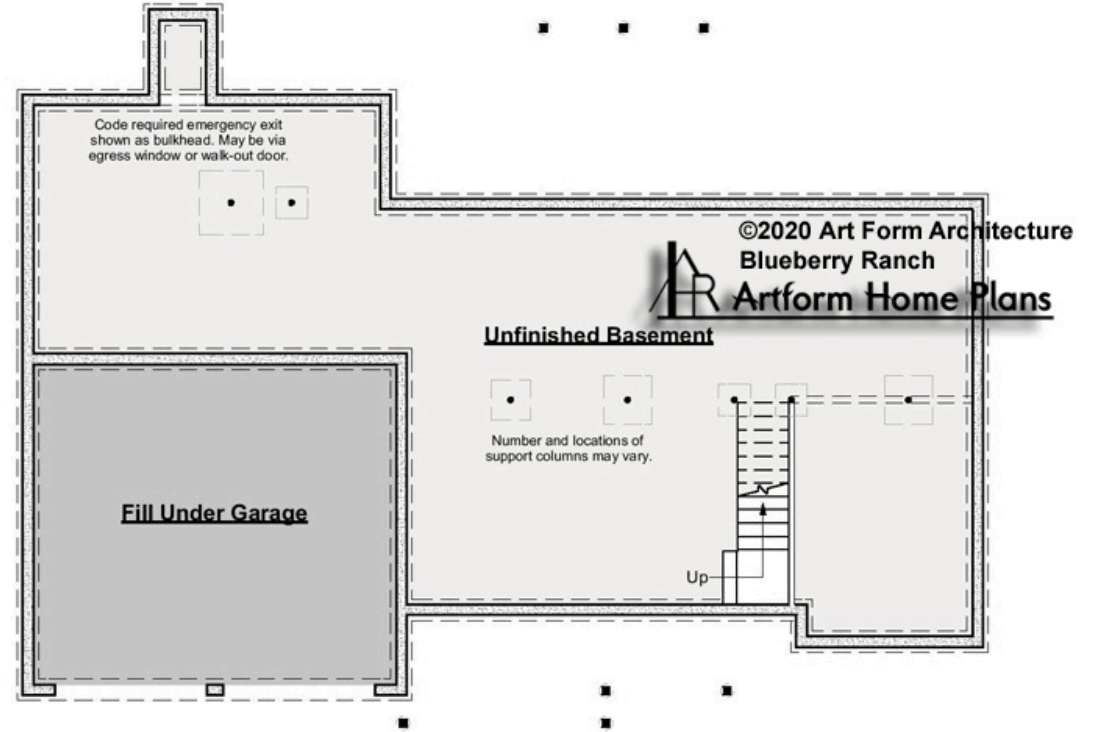 Code required emergency exit
shown as bulkhead. May be via
egress window or walk-out door.
©2020 Art Form Architecture
Blueberry Ranch
AR Artform Home Plans
Unfinished Basement
Number and locations of
support columns may vary.
Fill Under Garage
Up